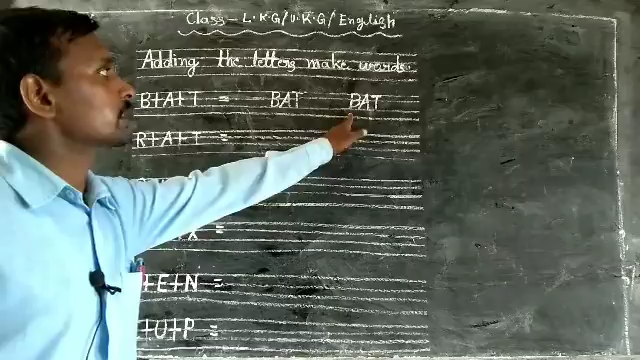 Class - L.K.G/U.K.G/English
Adding the letters make words.
B+A+T = BAT BAT
R+A+T =
=
+E+N =
+U+P =